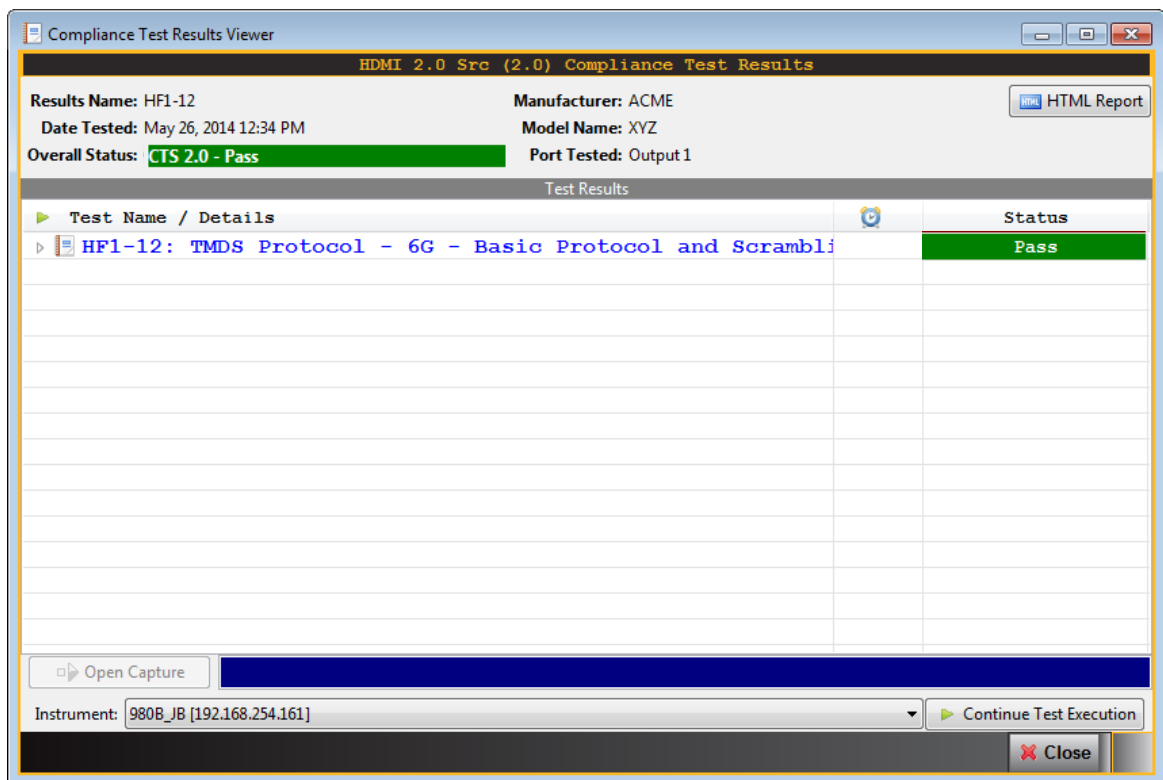 Compliance Test Results Viewer
HDMI 2.0 Src (2.0) Compliance Test Results
Results Name: HF1-12
Manufacturer: ACME
HTML HTML Report
Date Tested: May 26, 2014 12:34 PM
Model Name: XYZ
Overall Status: CTS 2.0 - Pass
Port Tested: Output 1
Test Results
Test Name / Details
Status
HF1-12: TMDS Protocol - 6G - Basic Protocol and Scrambli
Pass
Open Capture
Instrument: 980B_JB [192.168.254.161]
Continue Test Execution
Close